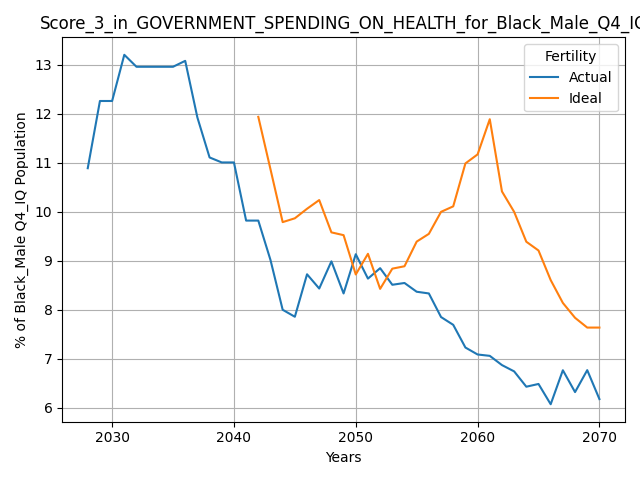 Score_3_in_GOVERNMENT_SPENDING_ON_HEALTH_for_Black_Male_Q4_IQ
Fertility
Actual
Ideal
% of Black_Male Q4_IQ Population
13
12
11
10
9
8
7
6
2030 2040 2050 2060 2070
Years